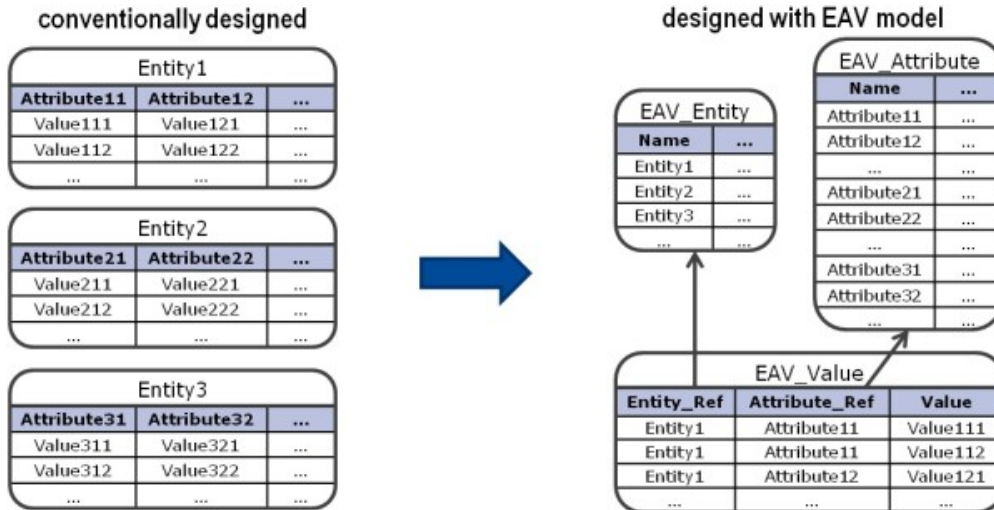 conventionally designed
Entity1
Attribute11 Attribute12 ...
Value111 Value121 ...
Value112 Value122 ...
... ... ...
Entity2
Attribute21 Attribute22 ...
Value211 Value221 ...
Value212 Value222 ...
... ... ...
Entity3
Attribute31 Attribute32 ...
Value311 Value321 ...
Value312 Value322 ...
... ... ...
designed with EAV model
EAV_Entity
Name ...
Entity1 ...
Entity2 ...
Entity3 ...
... ...
EAV_Attribute
Name ...
Attribute11 ...
Attribute12 ...
... ...
Attribute21 ...
Attribute22 ...
... ...
Attribute31 ...
Attribute32 ...
... ...
EAV_Value
Entity_Ref Attribute_Ref Value
Entity1 Attribute11 Value111
Entity1 Attribute11 Value112
Entity1 Attribute12 Value121
... ... ...